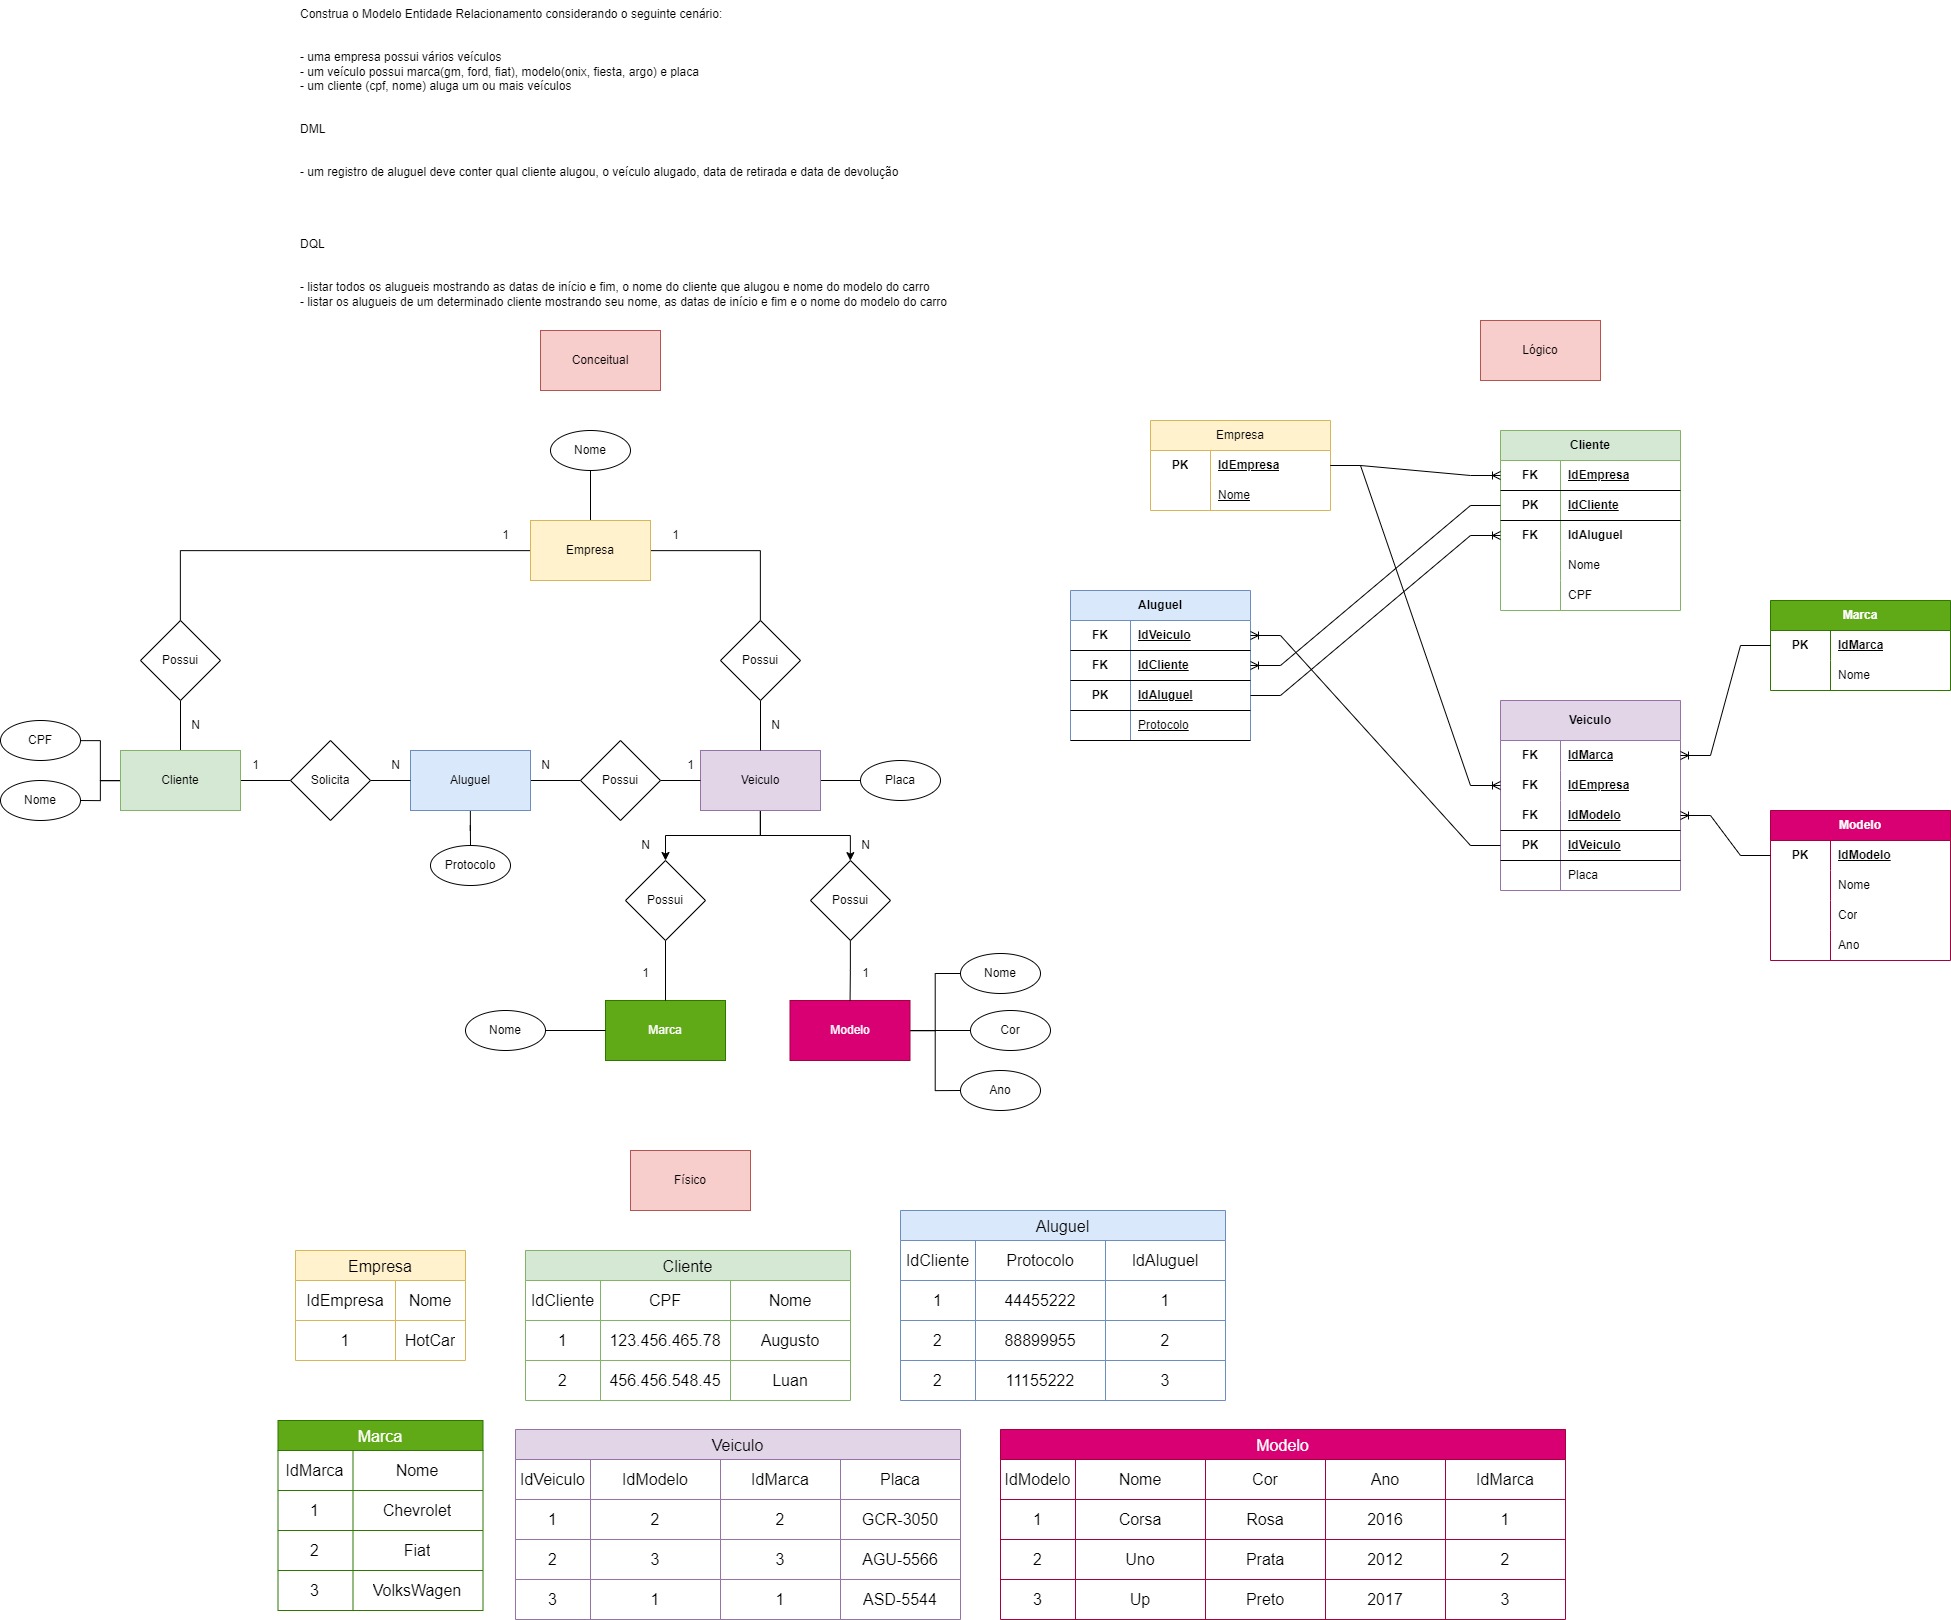 Construa o Modelo Entidade Relacionamento considerando o seguinte cenário:
- uma empresa possui vários veículos
- um veículo possui marca(gm, ford, fiat), modelo(onix, fiesta, argo) e placa
- um cliente (cpf, nome) aluga um ou mais veículos
DML
- um registro de aluguel deve conter qual cliente alugou, o veículo alugado, data de retirada e data de devolução
DQL
- listar todos os alugueis mostrando as datas de início e fim, o nome do cliente que alugou e nome do modelo do carro
- listar os alugueis de um determinado cliente mostrando seu nome, as datas de início e fim e o nome do modelo do carro
Conceitual
Nome
1 Empresa 1
Possui Possui
N N
CPF
Nome
Cliente 1 Solicita N Aluguel N Possui 1 Veiculo Placa
Protocolo
N N
Possui Possui
1 1
Nome Marca Modelo Nome
Cor
Ano
Lógico
Empresa
PK IdEmpresa
Nome
Cliente
FK IdEmpresa
PK IdCliente
FK IdAluguel
Nome
CPF
Aluguel
FK IdVeiculo
FK IdCliente
PK IdAluguel
Protocolo
Marca
PK IdMarca
Nome
Veiculo
FK IdMarca
FK IdEmpresa
FK IdModelo
PK IdVeiculo
Placa
Modelo
PK IdModelo
Nome
Cor
Ano
Físico
Empresa
IdEmpresa Nome
1 HotCar
Cliente
IdCliente CPF Nome
1 123.456.465.78 Augusto
2 456.456.548.45 Luan
Aluguel
IdCliente Protocolo IdAluguel
1 44455222 1
2 88899955 2
2 11155222 3
Marca
IdMarca Nome
1 Chevrolet
2 Fiat
3 VolksWagen
Veiculo
IdVeiculo IdModelo IdMarca Placa
1 2 2 GCR-3050
2 3 3 AGU-5566
3 1 1 ASD-5544
Modelo
IdModelo Nome Cor Ano IdMarca
1 Corsa Rosa 2016 1
2 Uno Prata 2012 2
3 Up Preto 2017 3